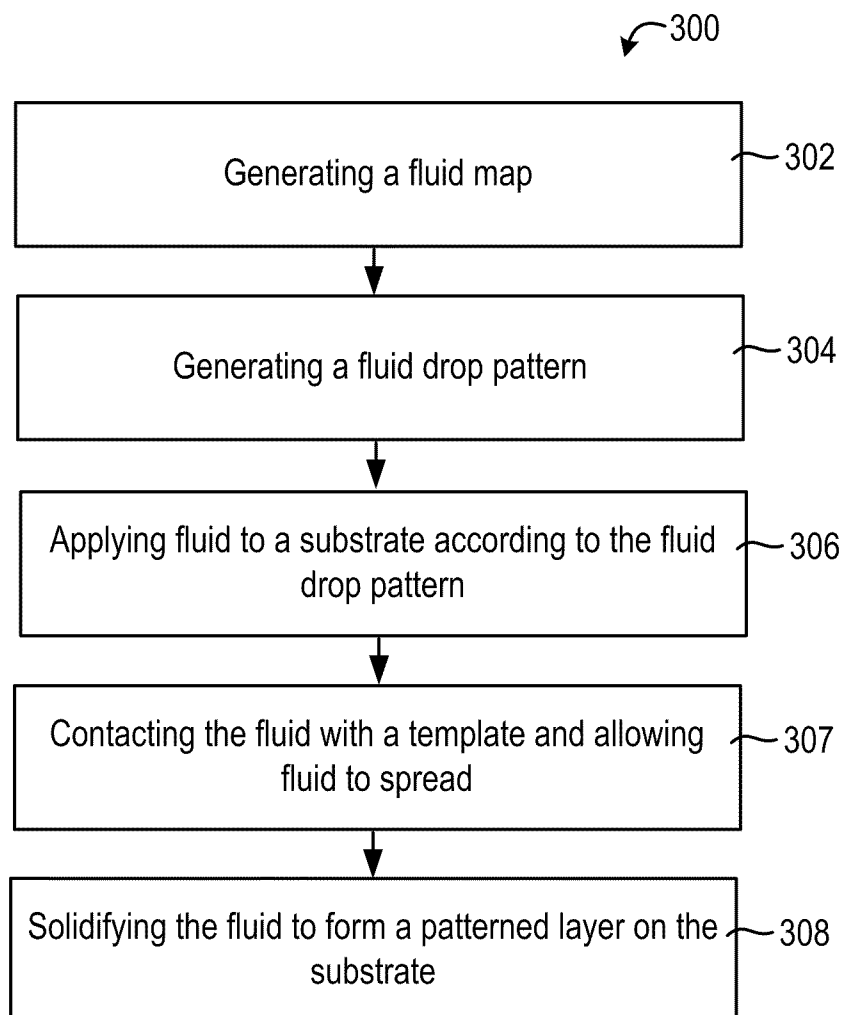 300
Generating a fluid map
302
Generating a fluid drop pattern
304
Applying fluid to a substrate according to the fluid
drop pattern
306
Contacting the fluid with a template and allowing
fluid to spread
307
Solidifying the fluid to form a patterned layer on the
substrate
308